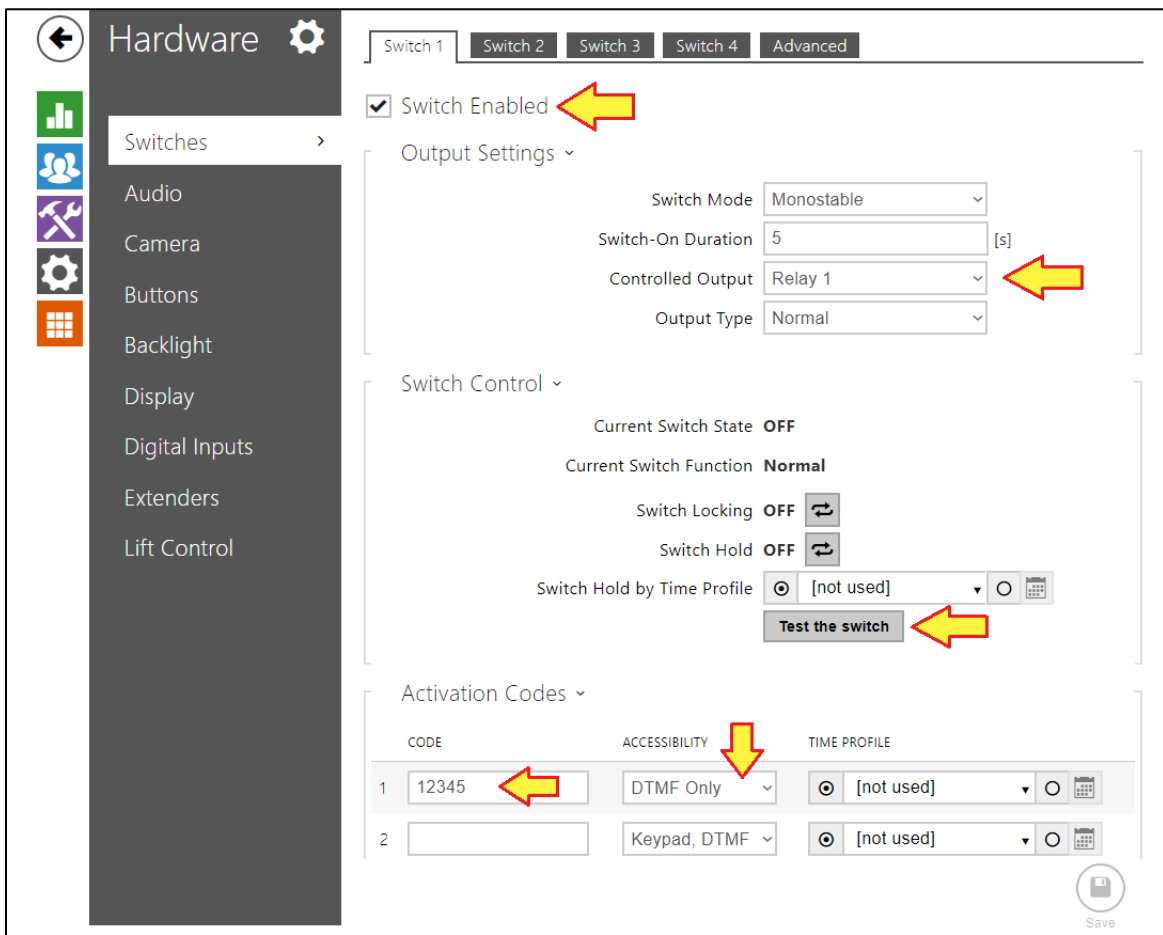 Hardware
Switches
Audio
Camera
Buttons
Backlight
Display
Digital Inputs
Extenders
Lift Control
Switch 1 Switch 2 Switch 3 Switch 4 Advanced
Switch Enabled
Output Settings
Switch Mode Monostable
Switch-On Duration 5 [s]
Controlled Output Relay 1
Output Type Normal
Switch Control
Current Switch State OFF
Current Switch Function Normal
Switch Locking OFF
Switch Hold OFF
Switch Hold by Time Profile [not used]
Test the switch
Activation Codes
CODE ACCESSIBILITY TIME PROFILE
1 12345 DTMF Only [not used]
2 Keypad, DTMF [not used]
Save